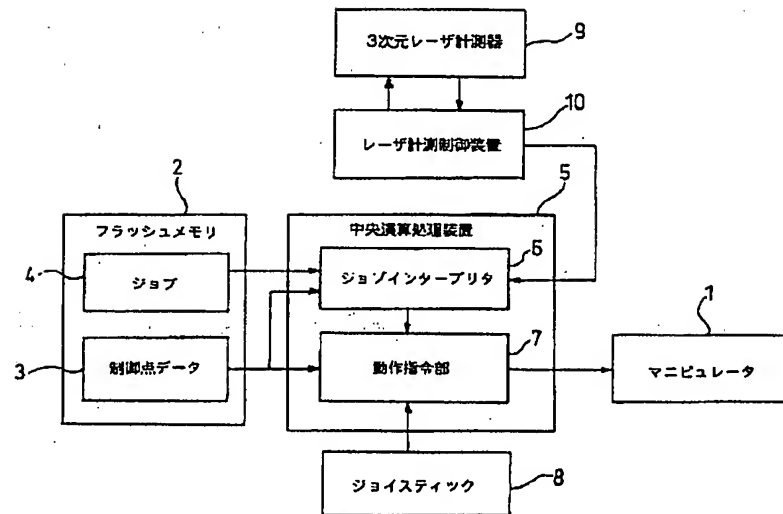 3次元レーザ計測器
9
レーザ計測制御装置
10
2
フラッシュメモリ
4
ジョブ
3
制御点データ
5
中央演算処理装置
6
ジョブインタープリタ
7
動作指令部
1
マニピュレータ
ジョイスティック
8